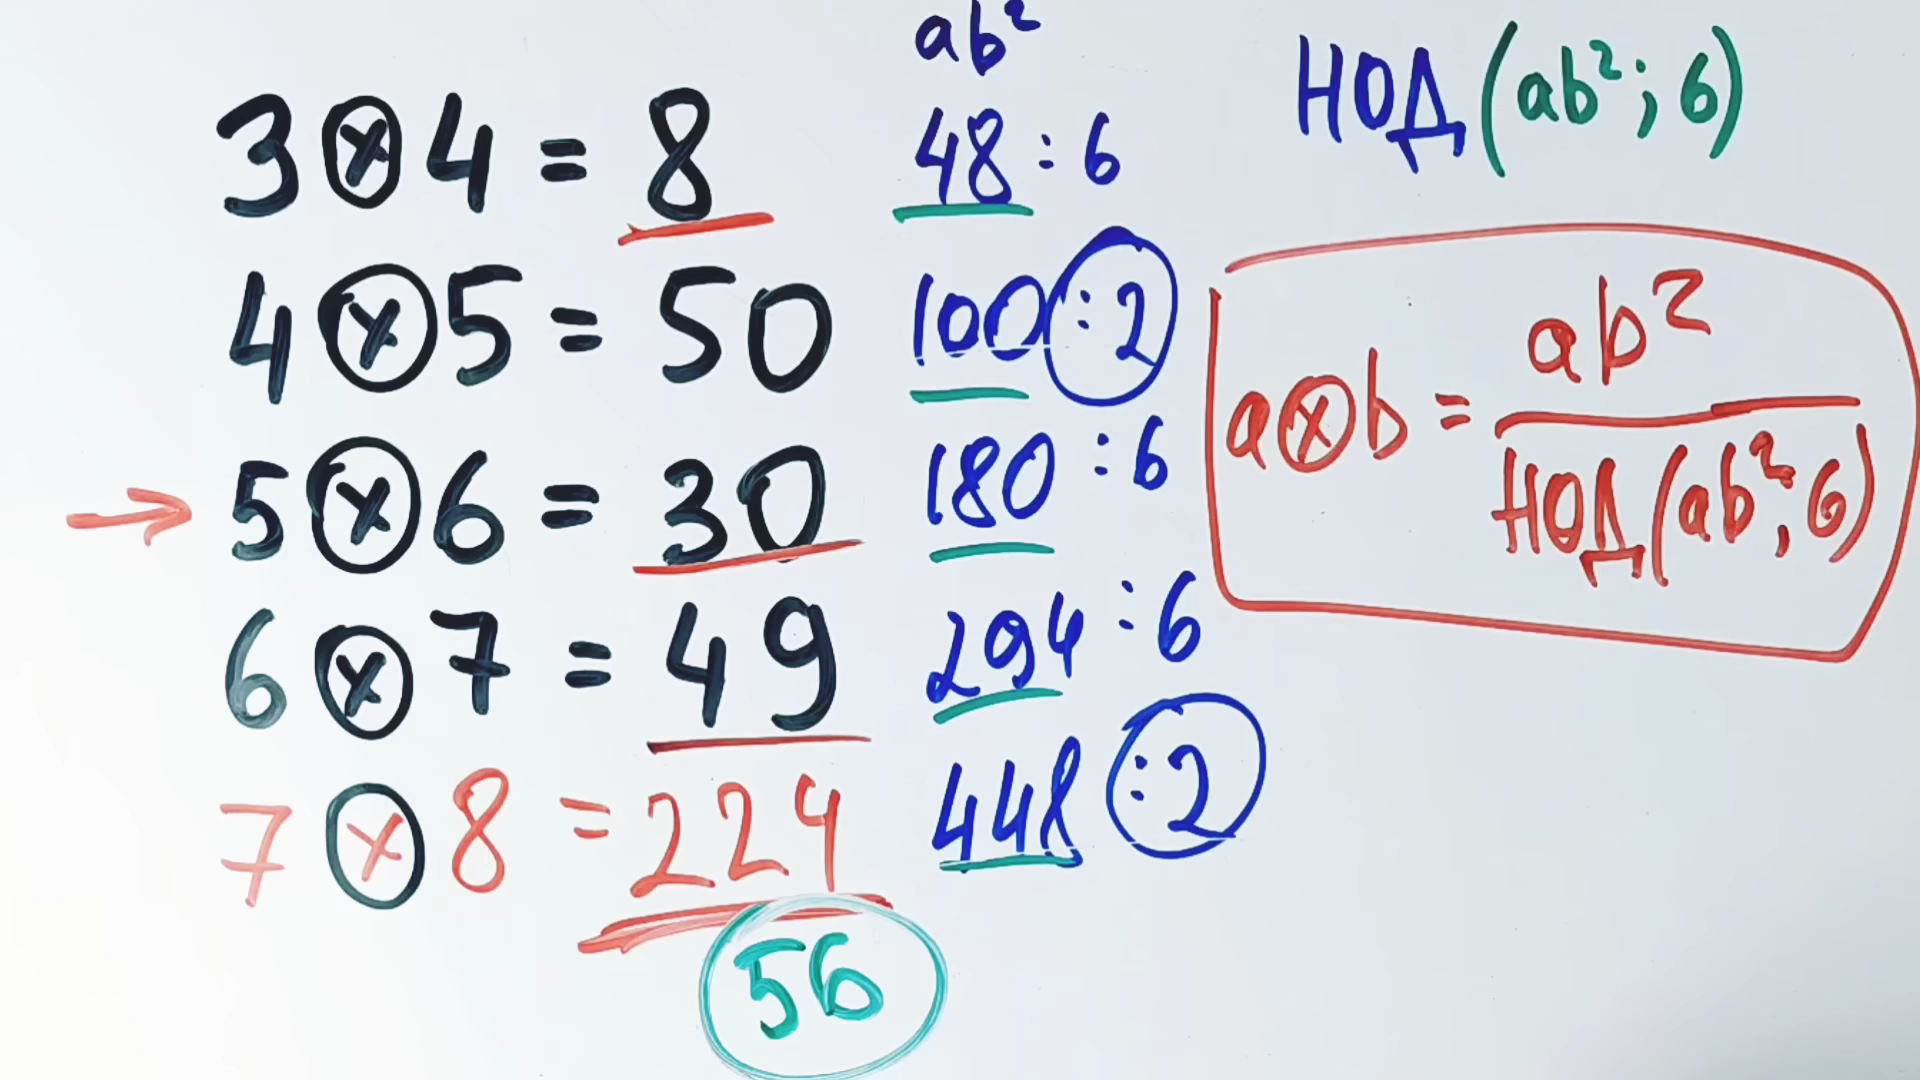 ab²
3 ⊗ 4 = 8 48 : 6
НОД (ab²; 6)
4 ⊗ 5 = 50 100 : 2
a ⊗ b = ab² / НОД(ab², 6)
5 ⊗ 6 = 30 180 : 6
6 ⊗ 7 = 49 294 : 6
7 ⊗ 8 = 224 448 : 2
56